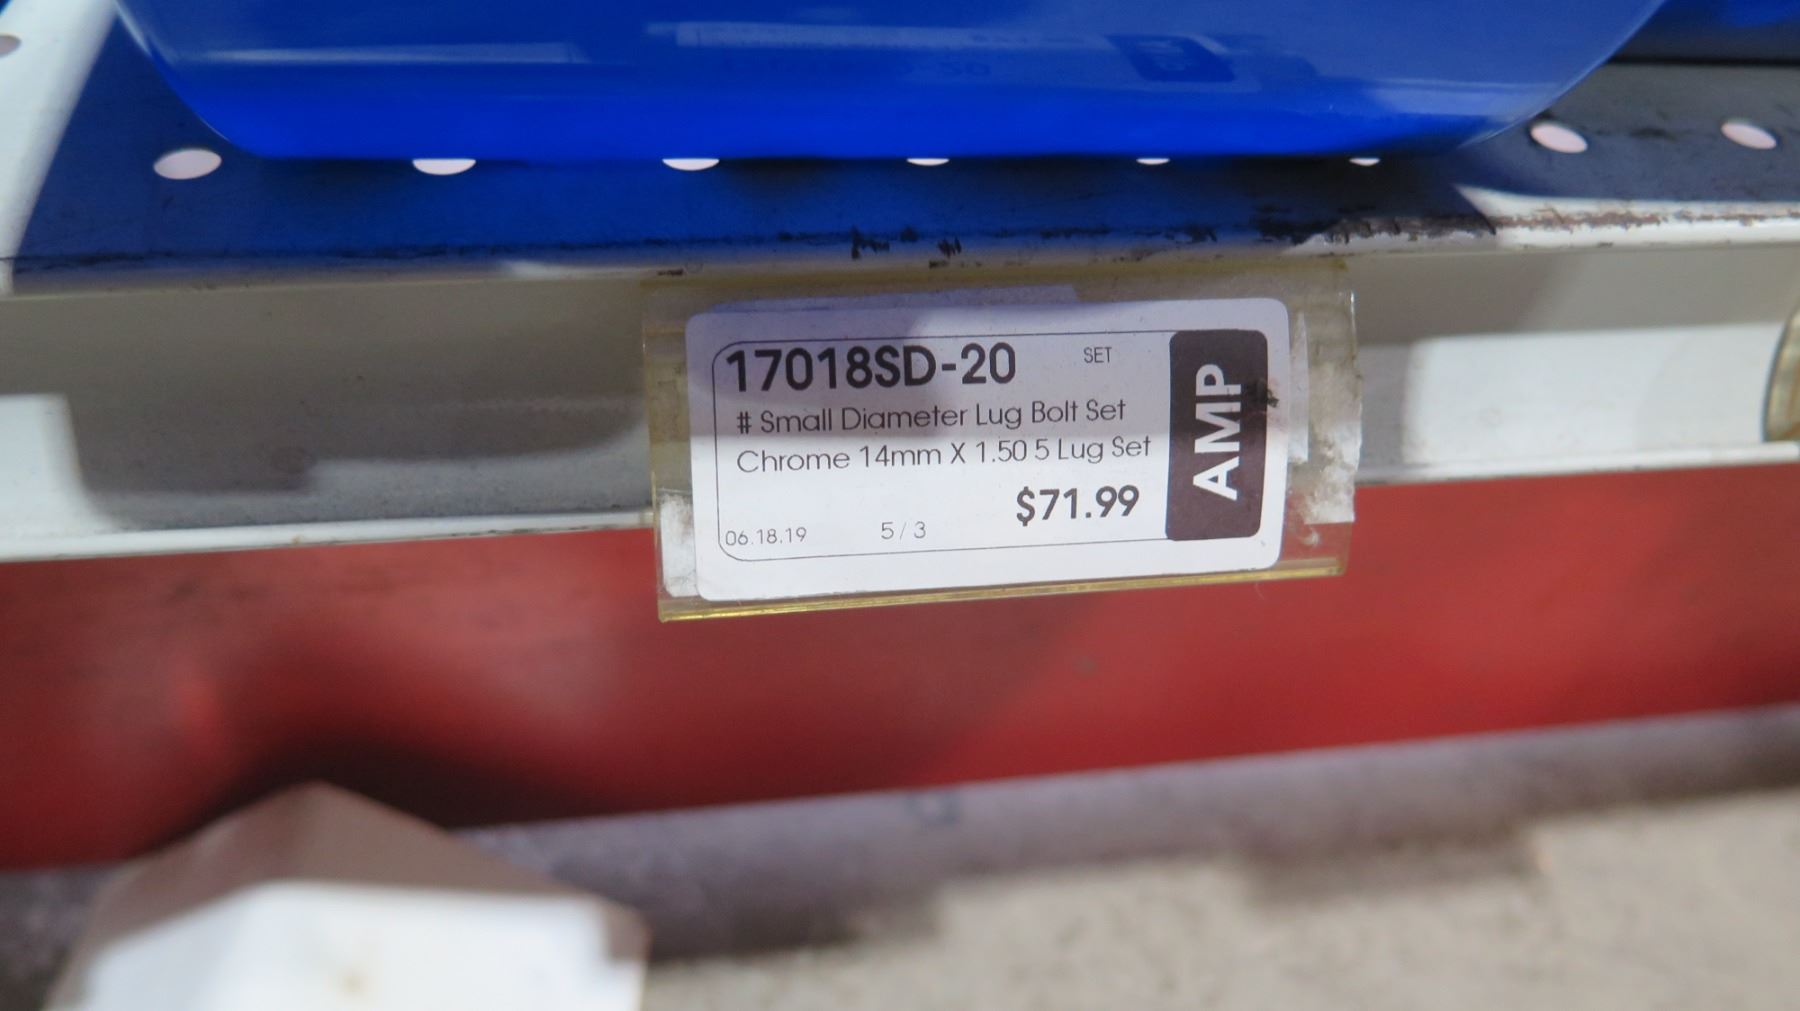 17018SD-20 SET
# Small Diameter Lug Bolt Set
Chrome 14mm X 1.50 5 Lug Set
$71.99
06.18.19 5/3
AMP